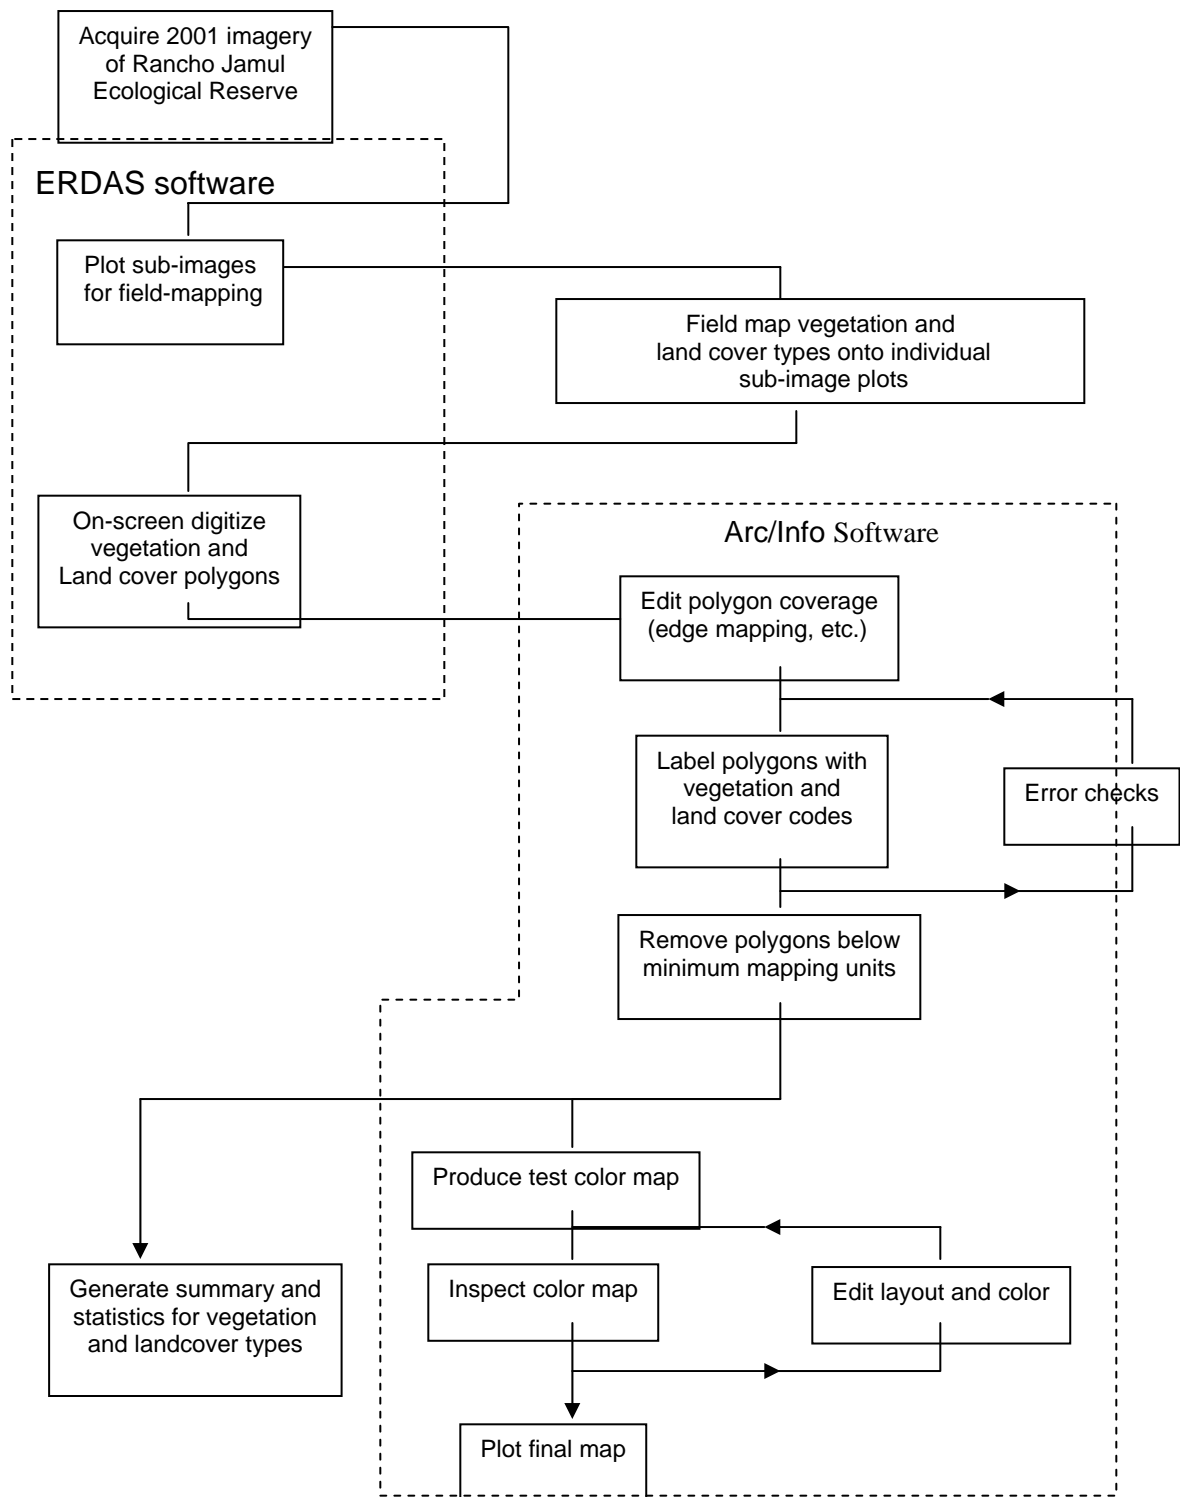 Acquire 2001 imagery
of Rancho Jamul
Ecological Reserve
ERDAS software
Plot sub-images
for field-mapping
Field map vegetation and
land cover types onto individual
sub-image plots
On-screen digitize
vegetation and
Land cover polygons
Arc/Info Software
Edit polygon coverage
(edge mapping, etc.)
Label polygons with
vegetation and
land cover codes
Error checks
Remove polygons below
minimum mapping units
Produce test color map
Generate summary and
statistics for vegetation
and landcover types
Inspect color map
Edit layout and color
Plot final map